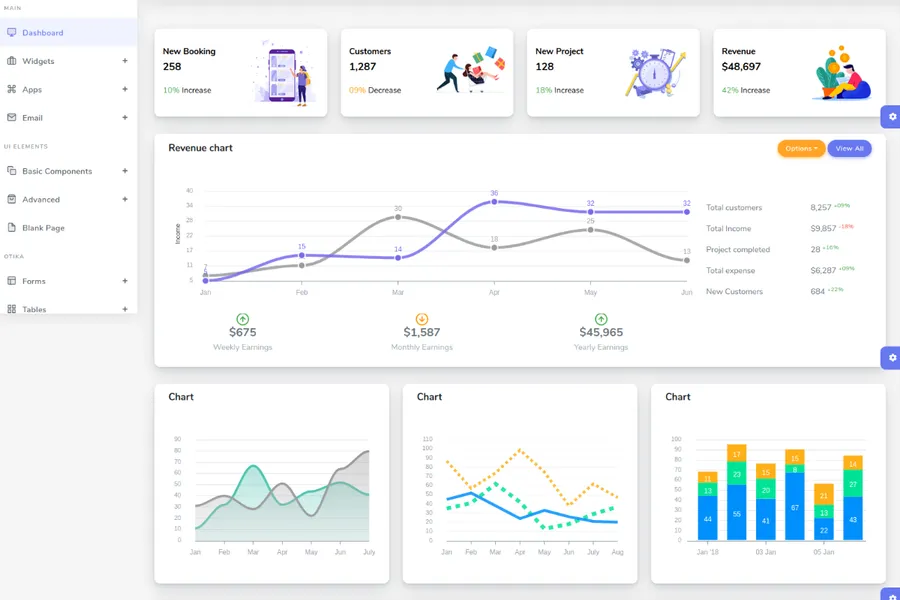 MAIN
Dashboard
Widgets +
Apps +
Email +
UI ELEMENTS
Basic Components +
Advanced +
Blank Page
OTIKA
Forms +
Tables +
New Booking
258
10% Increase
Customers
1,287
09% Decrease
New Project
128
18% Increase
Revenue
$48,697
42% Increase
Revenue chart
Options
View All
40
34
28
22
17
11
5
Income
7
15
30
14
36
18
32
25
32
13
Jan Feb Mar Apr May Jun
Total customers 8,257 +09%
Total Income $9,857 -18%
Project completed 28 +16%
Total expense $6,287 +09%
New Customers 684 +22%
$675
Weekly Earnings
$1,587
Monthly Earnings
$45,965
Yearly Earnings
Chart
90
80
70
60
50
40
30
20
10
0
Jan Feb Mar Apr May Jun July
Chart
110
100
90
80
70
60
50
40
30
20
10
0
Jan Feb Mar Apr May Jun July Aug
Chart
100
90
80
70
60
50
40
30
20
10
0
11 17 15 15 21 14
13 23 20 8 13 27
44 55 41 67 22 43
Jan '18 03 Jan 05 Jan